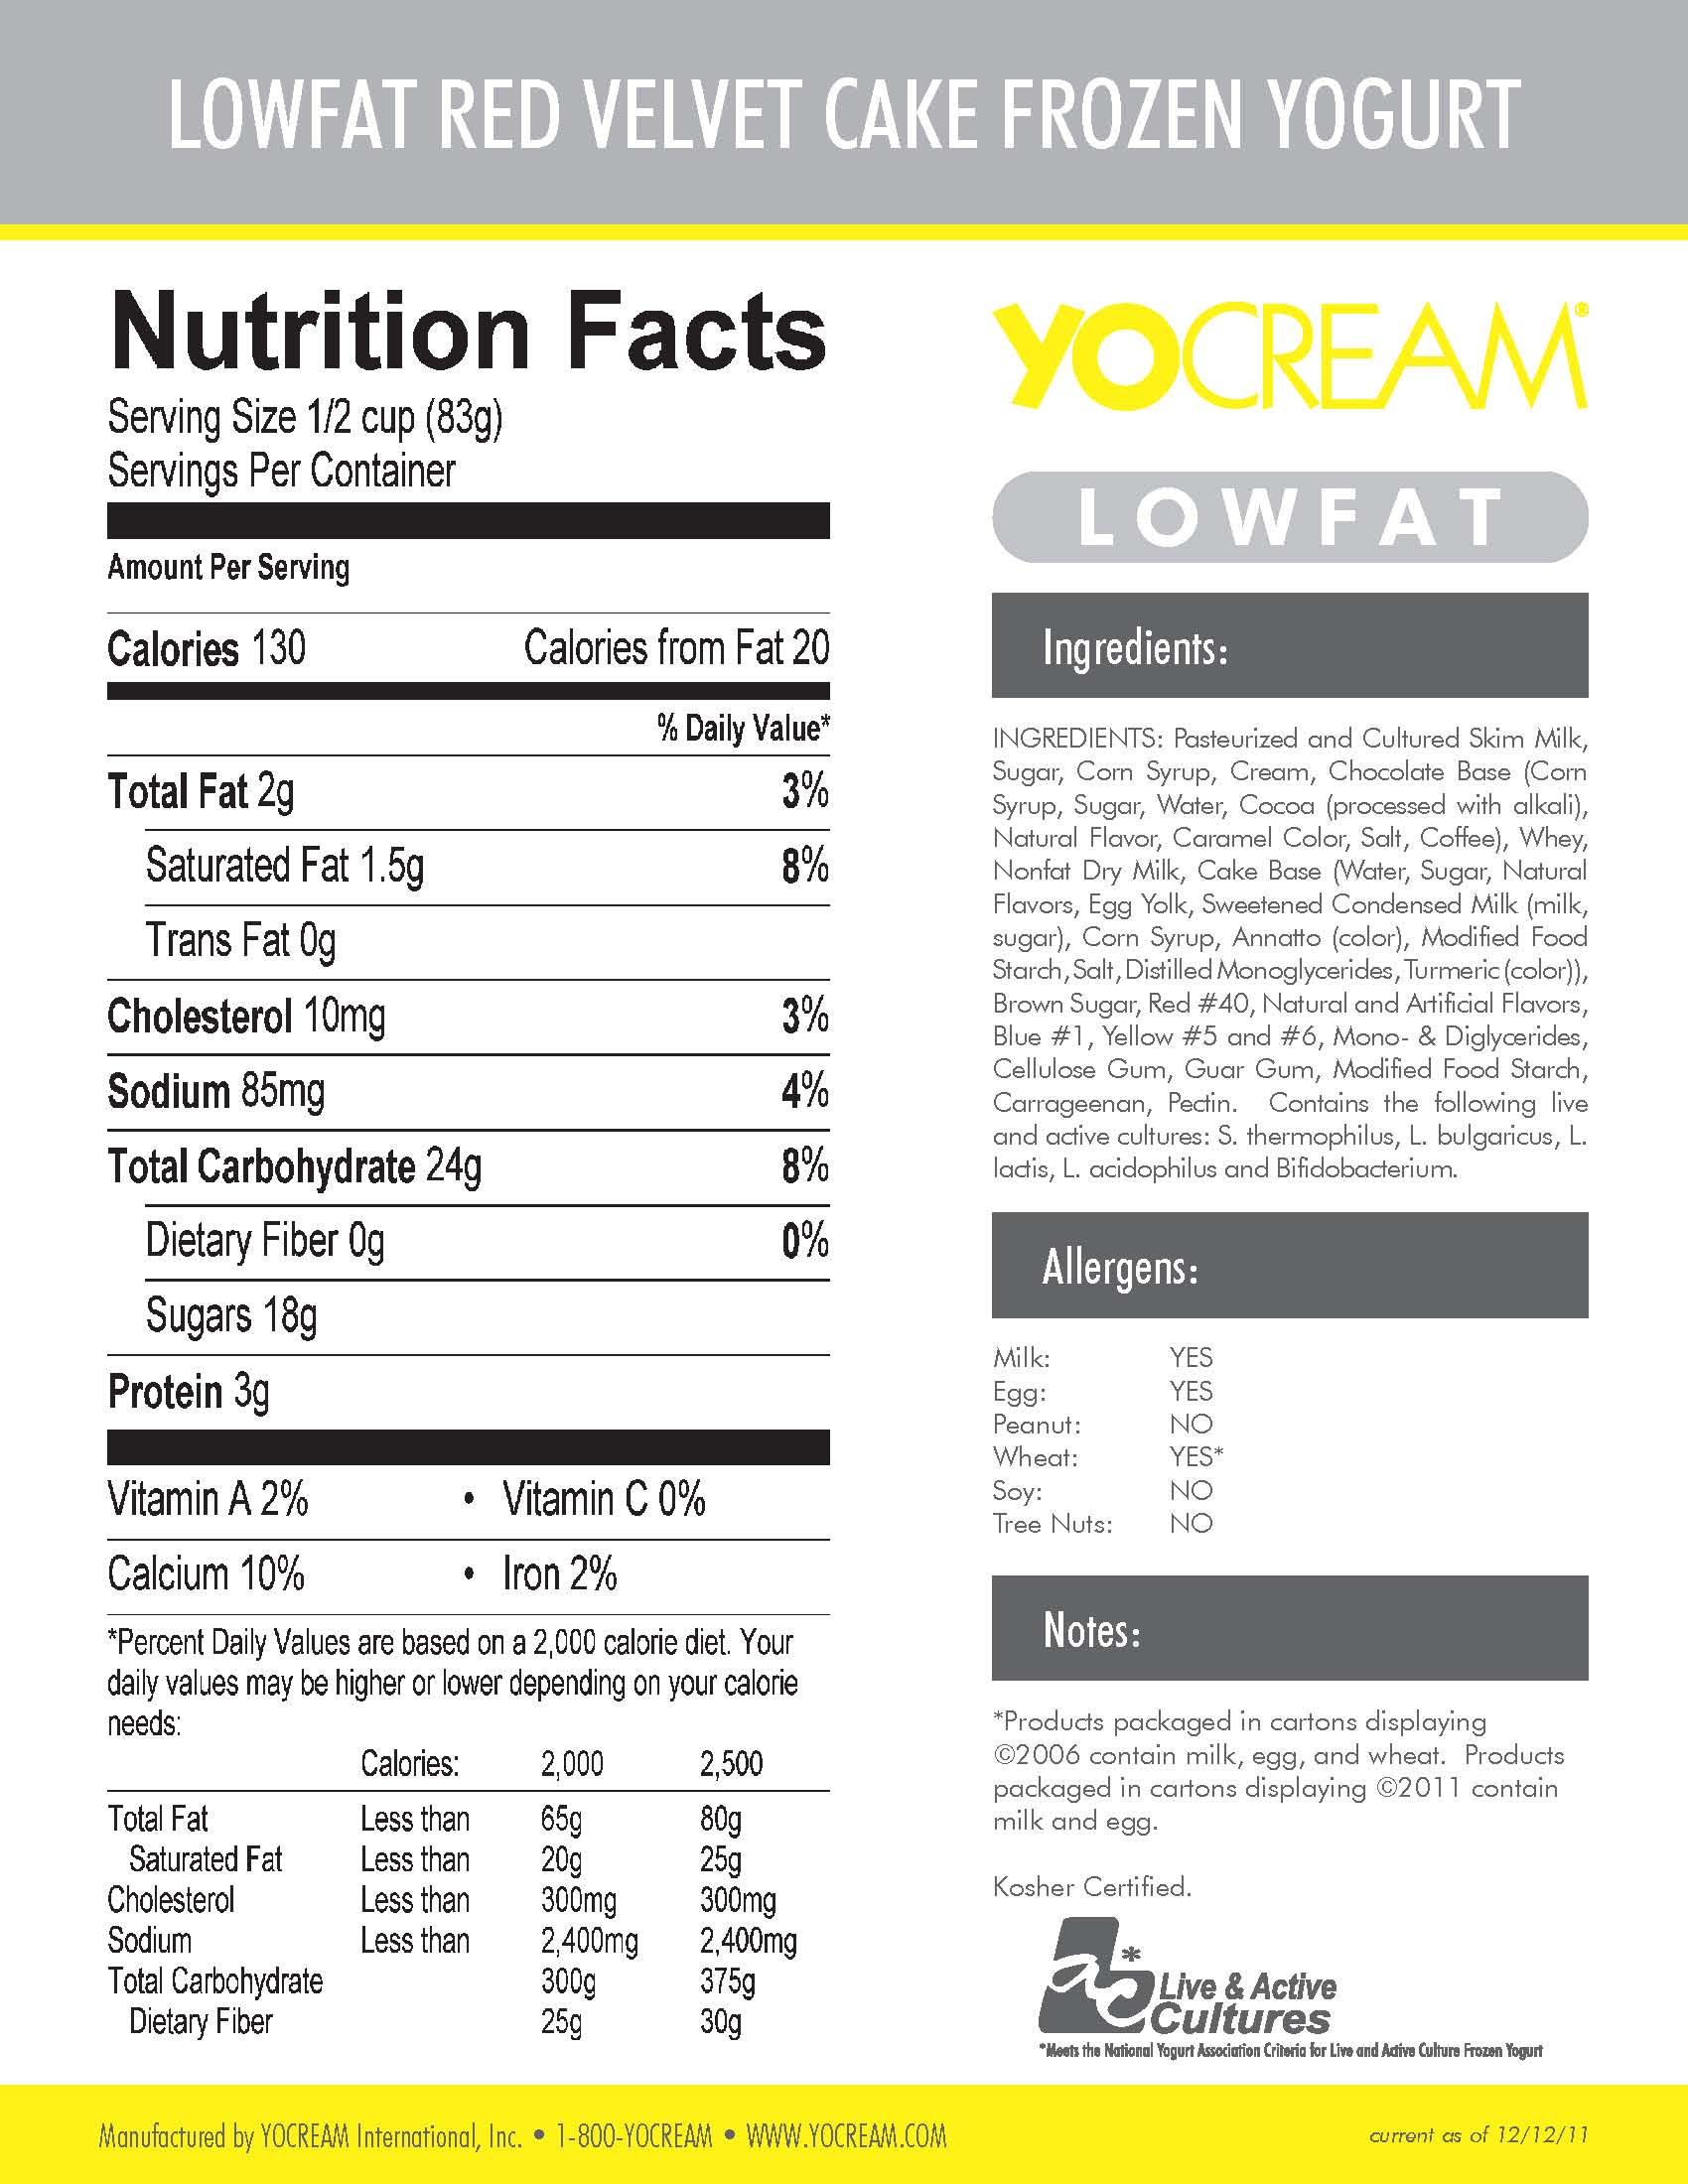 LOWFAT RED VELVET CAKE FROZEN YOGURT
Nutrition Facts
Serving Size 1/2 cup (83g)
Servings Per Container
Amount Per Serving
Calories 130 Calories from Fat 20
% Daily Value*
Total Fat 2g 3%
Saturated Fat 1.5g 8%
Trans Fat 0g
Cholesterol 10mg 3%
Sodium 85mg 4%
Total Carbohydrate 24g 8%
Dietary Fiber 0g 0%
Sugars 18g
Protein 3g
Vitamin A 2% • Vitamin C 0%
Calcium 10% • Iron 2%
*Percent Daily Values are based on a 2,000 calorie diet. Your
daily values may be higher or lower depending on your calorie
needs:
Calories: 2,000 2,500
Total Fat Less than 65g 80g
Saturated Fat Less than 20g 25g
Cholesterol Less than 300mg 300mg
Sodium Less than 2,400mg 2,400mg
Total Carbohydrate 300g 375g
Dietary Fiber 25g 30g
YOCREAM®
LOWFAT
Ingredients:
INGREDIENTS: Pasteurized and Cultured Skim Milk,
Sugar, Corn Syrup, Cream, Chocolate Base (Corn
Syrup, Sugar, Water, Cocoa (processed with alkali),
Natural Flavor, Caramel Color, Salt, Coffee), Whey,
Nonfat Dry Milk, Cake Base (Water, Sugar, Natural
Flavors, Egg Yolk, Sweetened Condensed Milk (milk,
sugar), Corn Syrup, Annatto (color), Modified Food
Starch, Salt, Distilled Monoglycerides, Turmeric (color)),
Brown Sugar, Red #40, Natural and Artificial Flavors,
Blue #1, Yellow #5 and #6, Mono- & Diglycerides,
Cellulose Gum, Guar Gum, Modified Food Starch,
Carrageenan, Pectin. Contains the following live
and active cultures: S. thermophilus, L. bulgaricus, L.
lactis, L. acidophilus and Bifidobacterium.
Allergens:
Milk: YES
Egg: YES
Peanut: NO
Wheat: YES*
Soy: NO
Tree Nuts: NO
Notes:
*Products packaged in cartons displaying
©2006 contain milk, egg, and wheat. Products
packaged in cartons displaying ©2011 contain
milk and egg.
Kosher Certified.
ac*
Live & Active
Cultures
*Meets the National Yogurt Association Criteria for Live and Active Culture Frozen Yogurt
Manufactured by YOCREAM International, Inc. • 1-800-YOCREAM • WWW.YOCREAM.COM
current as of 12/12/11